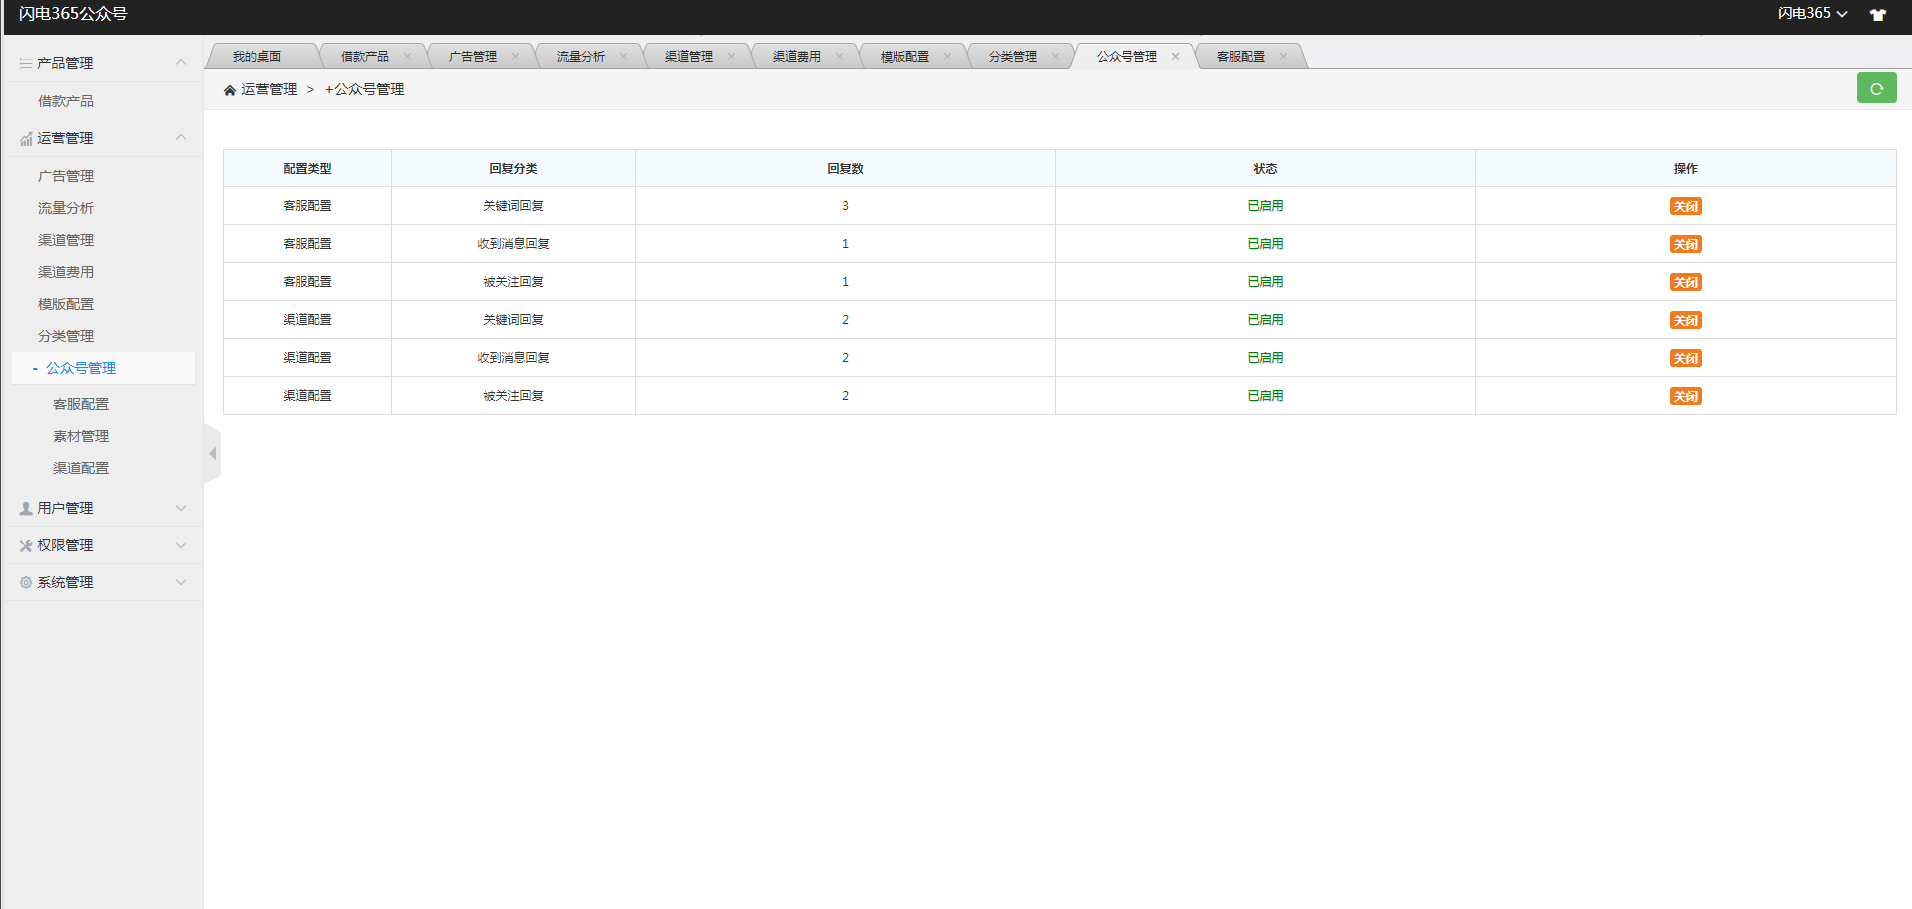 闪电365公众号
闪电365
产品管理
借款产品
运营管理
广告管理
流量分析
渠道管理
渠道费用
模版配置
分类管理
- 公众号管理
客服配置
素材管理
渠道配置
用户管理
权限管理
系统管理
我的桌面 借款产品 广告管理 流量分析 渠道管理 渠道费用 模版配置 分类管理 公众号管理 客服配置
运营管理 > +公众号管理
配置类型 回复分类 回复数 状态 操作
客服配置 关键词回复 3 已启用 关闭
客服配置 收到消息回复 1 已启用 关闭
客服配置 被关注回复 1 已启用 关闭
渠道配置 关键词回复 2 已启用 关闭
渠道配置 收到消息回复 2 已启用 关闭
渠道配置 被关注回复 2 已启用 关闭